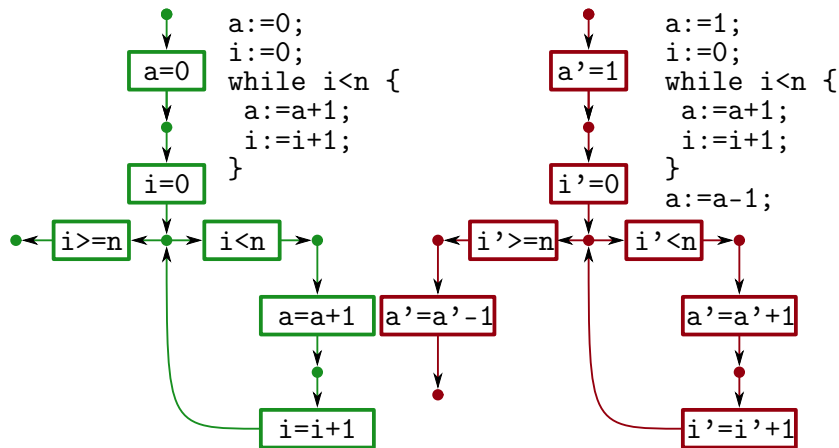 a:=0;
i:=0;
while i<n {
 a:=a+1;
 i:=i+1;
}
a=0
i=0
i>=n
i<n
a=a+1
i=i+1
a:=1;
i:=0;
while i<n {
 a:=a+1;
 i:=i+1;
}
a:=a-1;
a'=1
i'=0
i'>=n
i'<n
a'=a'-1
a'=a'+1
i'=i'+1